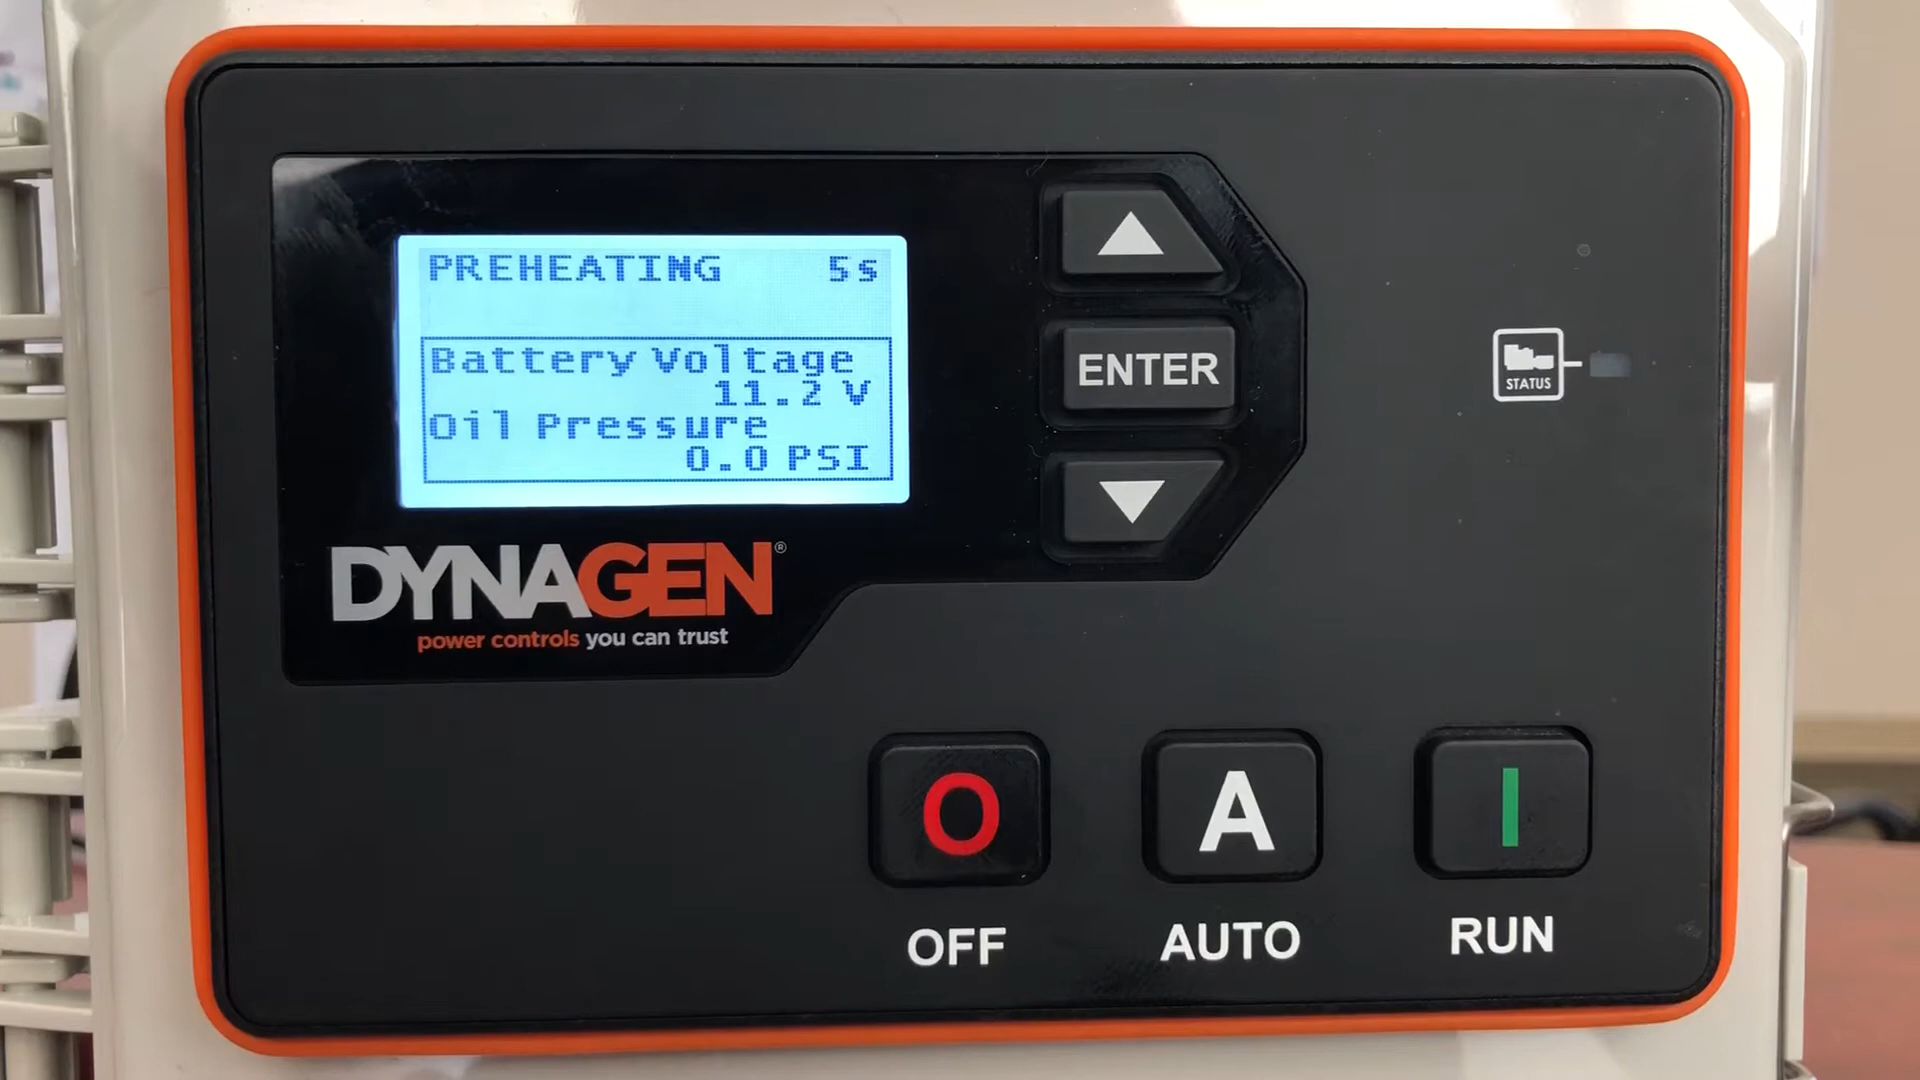 PREHEATING 5s
Battery Voltage
11.2 V
Oil Pressure
0.0 PSI
ENTER
STATUS
DYNAGEN®
power controls you can trust
O
A
I
OFF
AUTO
RUN